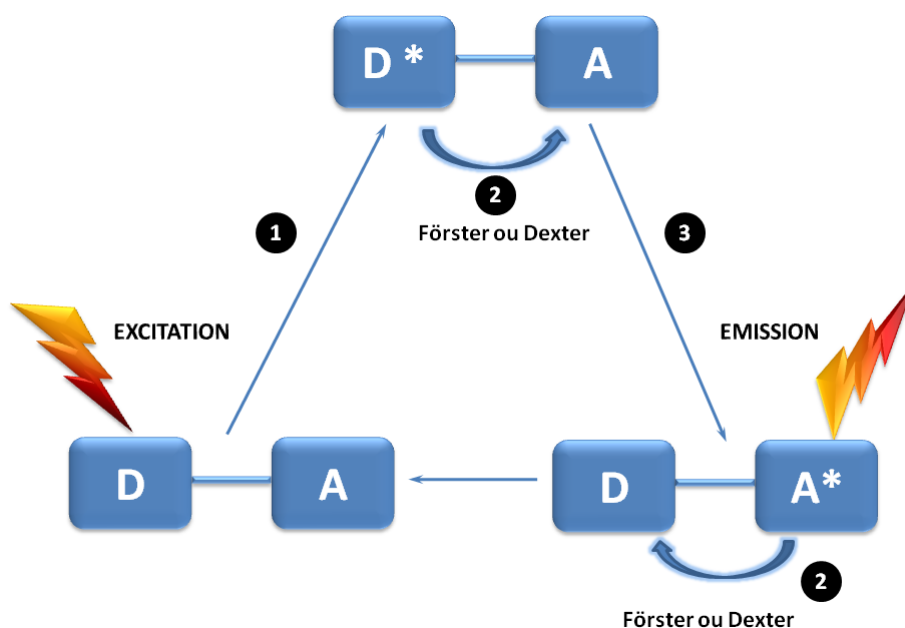 D * A
2
Förster ou Dexter
1
3
EXCITATION
EMISSION
D A
D A*
2
Förster ou Dexter